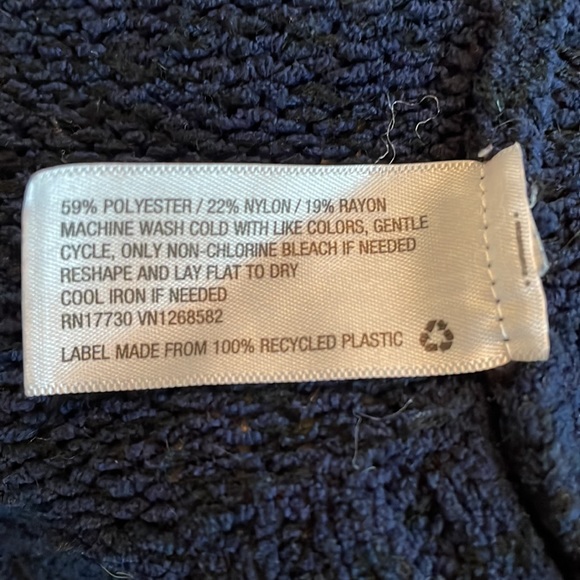 59% POLYESTER / 22% NYLON / 19% RAYON
MACHINE WASH COLD WITH LIKE COLORS, GENTLE
CYCLE, ONLY NON-CHLORINE BLEACH IF NEEDED
RESHAPE AND LAY FLAT TO DRY
COOL IRON IF NEEDED
RN17730 VN1268582
LABEL MADE FROM 100% RECYCLED PLASTIC